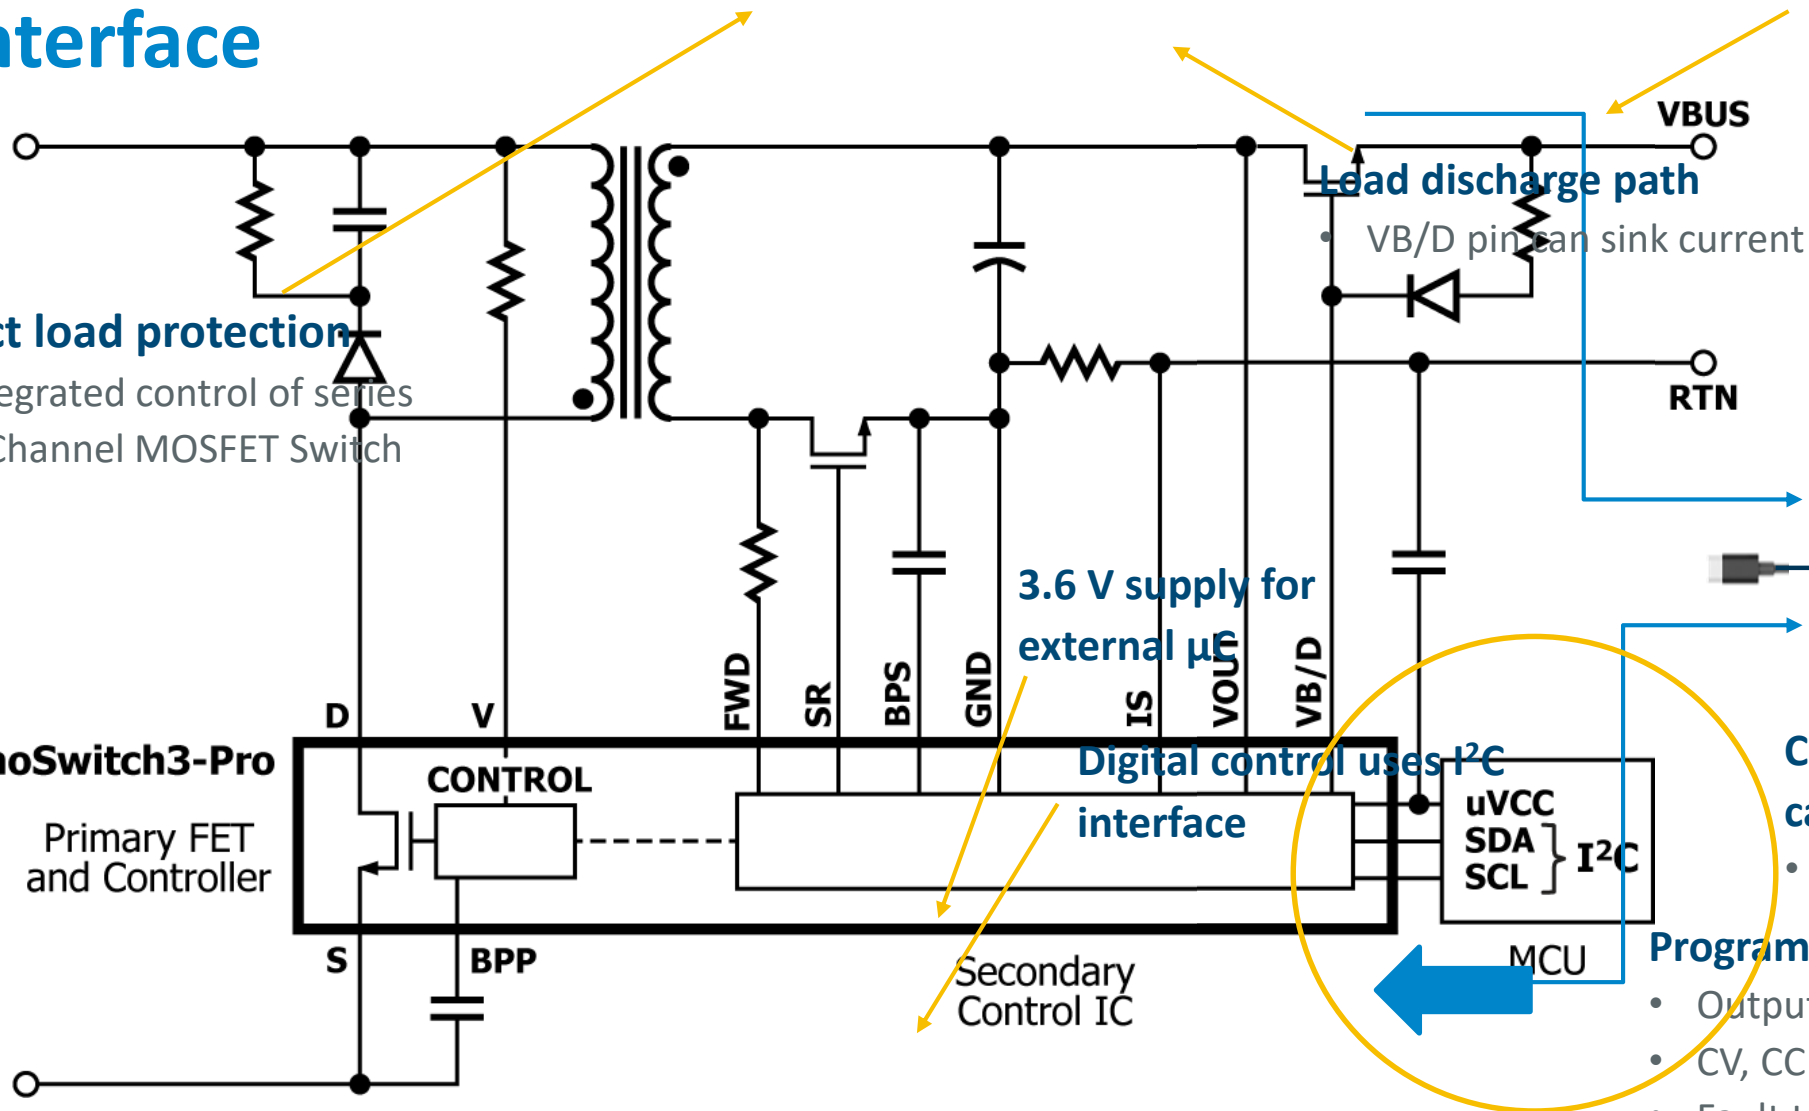 nterface
VBUS
Load discharge path
• VB/D pin can sink current
ct load protection
egrated control of series
Channel MOSFET Switch
RTN
3.6 V supply for
external µC
FWD
SR
BPS
GND
IS
VOUT
VB/D
D
V
noSwitch3-Pro
CONTROL
Digital control uses I²C
interface
Primary FET
and Controller
uVCC
SDA
SCL
I²C
C
ca
•
S
BPP
Secondary
Control IC
MCU
Program
• Output
• CV, CC